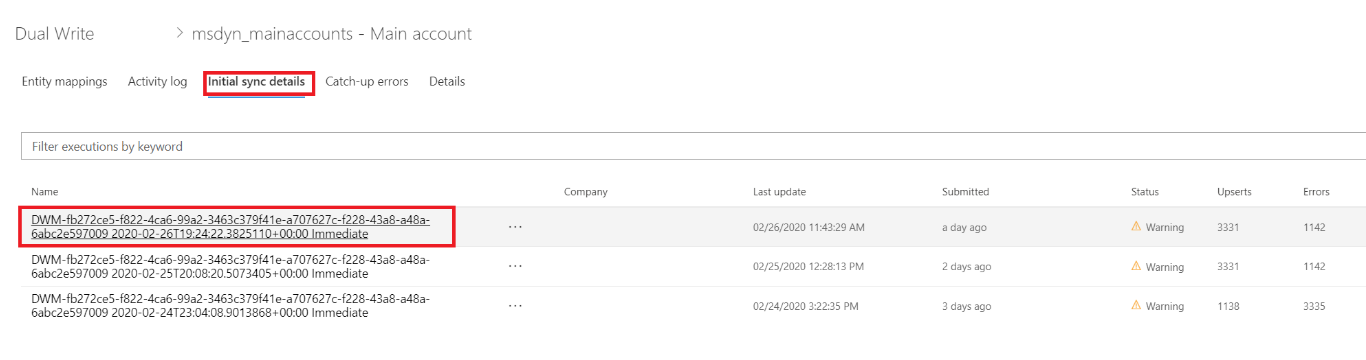 Dual Write > msdyn_mainaccounts - Main account
Entity mappings Activity log Initial sync details Catch-up errors Details
Filter executions by keyword
Name Company Last update Submitted Status Upserts Errors
DWM-fb272ce5-f822-4ca6-99a2-3463c379f41e-a707627c-f228-43a8-a48a-
6abc2e597009 2020-02-26T19:24:22.3825110+00:00 Immediate ... 02/26/2020 11:43:29 AM a day ago Warning 3331 1142
DWM-fb272ce5-f822-4ca6-99a2-3463c379f41e-a707627c-f228-43a8-a48a-
6abc2e597009 2020-02-25T20:08:20.5073405+00:00 Immediate ... 02/25/2020 12:28:13 PM 2 days ago Warning 3331 1142
DWM-fb272ce5-f822-4ca6-99a2-3463c379f41e-a707627c-f228-43a8-a48a-
6abc2e597009 2020-02-24T23:04:08.9013868+00:00 Immediate ... 02/24/2020 3:22:35 PM 3 days ago Warning 1138 3335